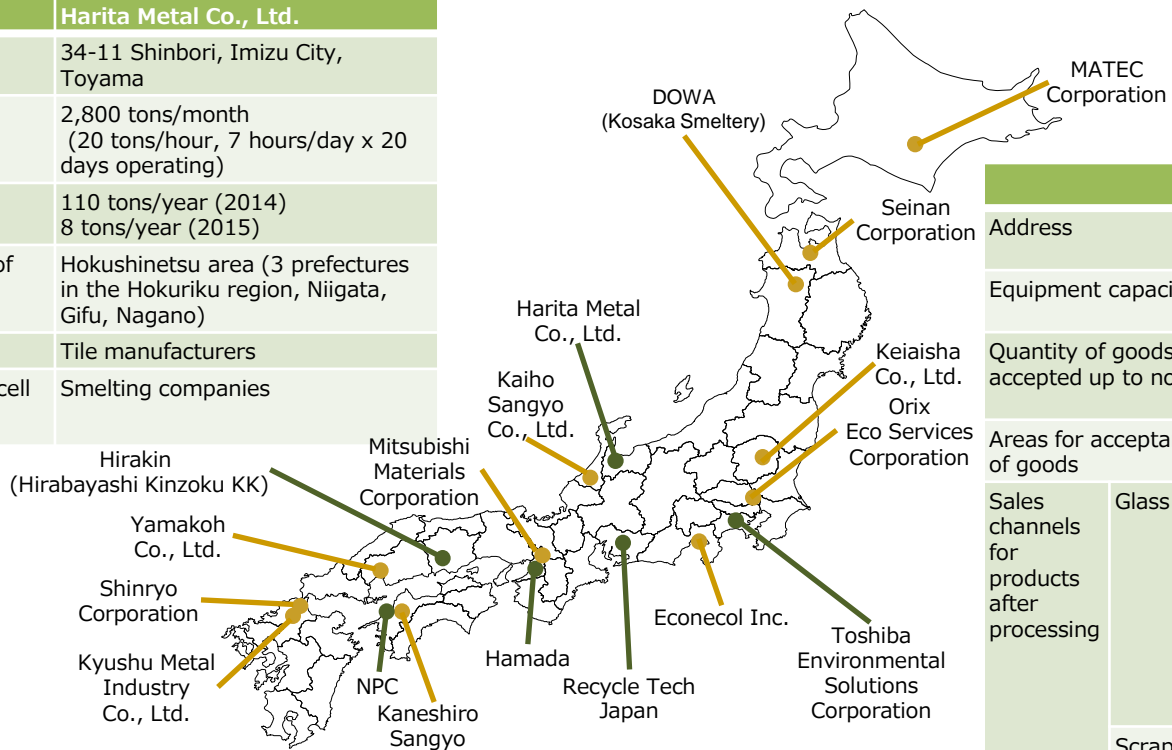 Harita Metal Co., Ltd.
34-11 Shinbori, Imizu City,
Toyama
2,800 tons/month
(20 tons/hour, 7 hours/day x 20
days operating)
110 tons/year (2014)
8 tons/year (2015)
of
Hokushinetsu area (3 prefectures
in the Hokuriku region, Niigata,
Gifu, Nagano)
Tile manufacturers
cell
Smelting companies
MATEC
Corporation
DOWA
(Kosaka Smeltery)
Seinan
Corporation
Harita Metal
Co., Ltd.
Kaiho
Sangyo
Co., Ltd.
Keiaisha
Co., Ltd.
Orix
Eco Services
Corporation
Mitsubishi
Materials
Corporation
Hirakin
(Hirabayashi Kinzoku KK)
Yamakoh
Co., Ltd.
Shinryo
Corporation
Kyushu Metal
Industry
Co., Ltd.
NPC
Kaneshiro
Sangyo
Hamada
Recycle Tech
Japan
Econecol Inc.
Toshiba
Environmental
Solutions
Corporation
Address
Equipment capaci
Quantity of goods
accepted up to no
Areas for accepta
of goods
Sales
channels
for
products
after
processing
Glass
Scran